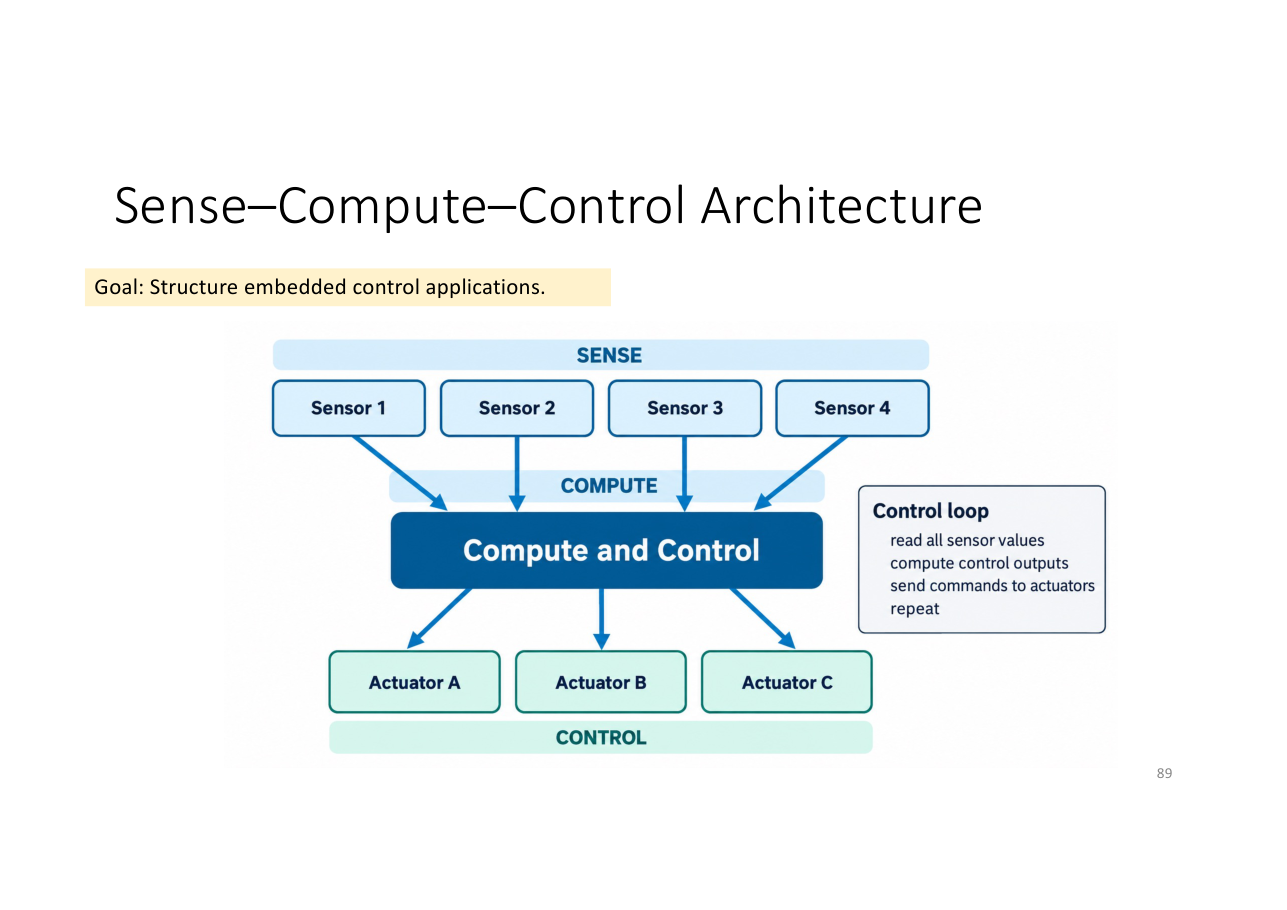 Sense–Compute–Control Architecture
Goal: Structure embedded control applications.
SENSE
Sensor 1
Sensor 2
Sensor 3
Sensor 4
COMPUTE
Compute and Control
Control loop
read all sensor values
compute control outputs
send commands to actuators
repeat
Actuator A
Actuator B
Actuator C
CONTROL
89